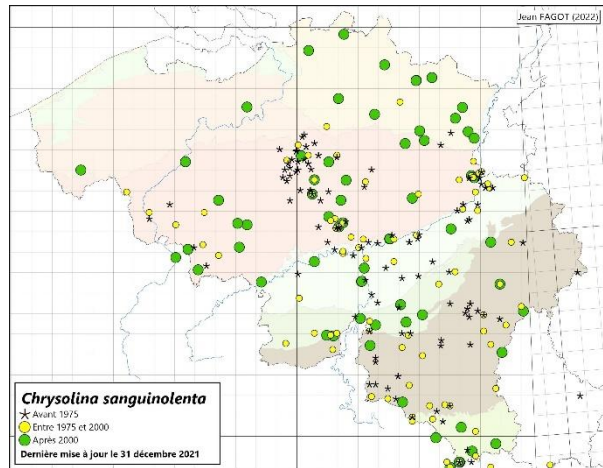 Jean FAGOT (2022)
Chrysolina sanguinolenta
Avant 1975
Entre 1975 et 2000
Après 2000
Dernière mise à jour le 31 décembre 2021